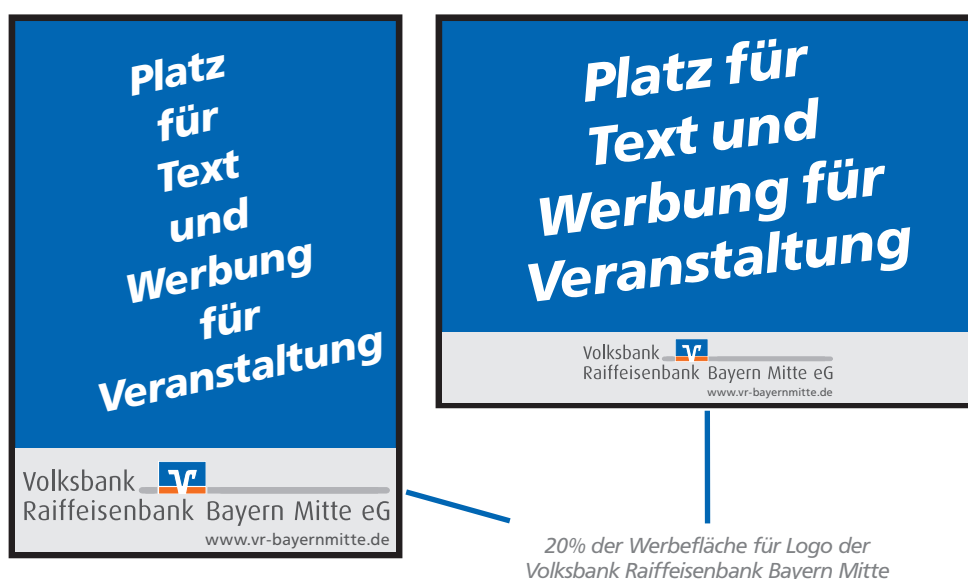 Platz
für
Text
und
Werbung
für
Veranstaltung
Volksbank
Raiffeisenbank Bayern Mitte eG
www.vr-bayernmitte.de
Platz für
Text und
Werbung für
Veranstaltung
Volksbank
Raiffeisenbank Bayern Mitte eG
www.vr-bayernmitte.de
20% der Werbefläche für Logo der
Volksbank Raiffeisenbank Bayern Mitte